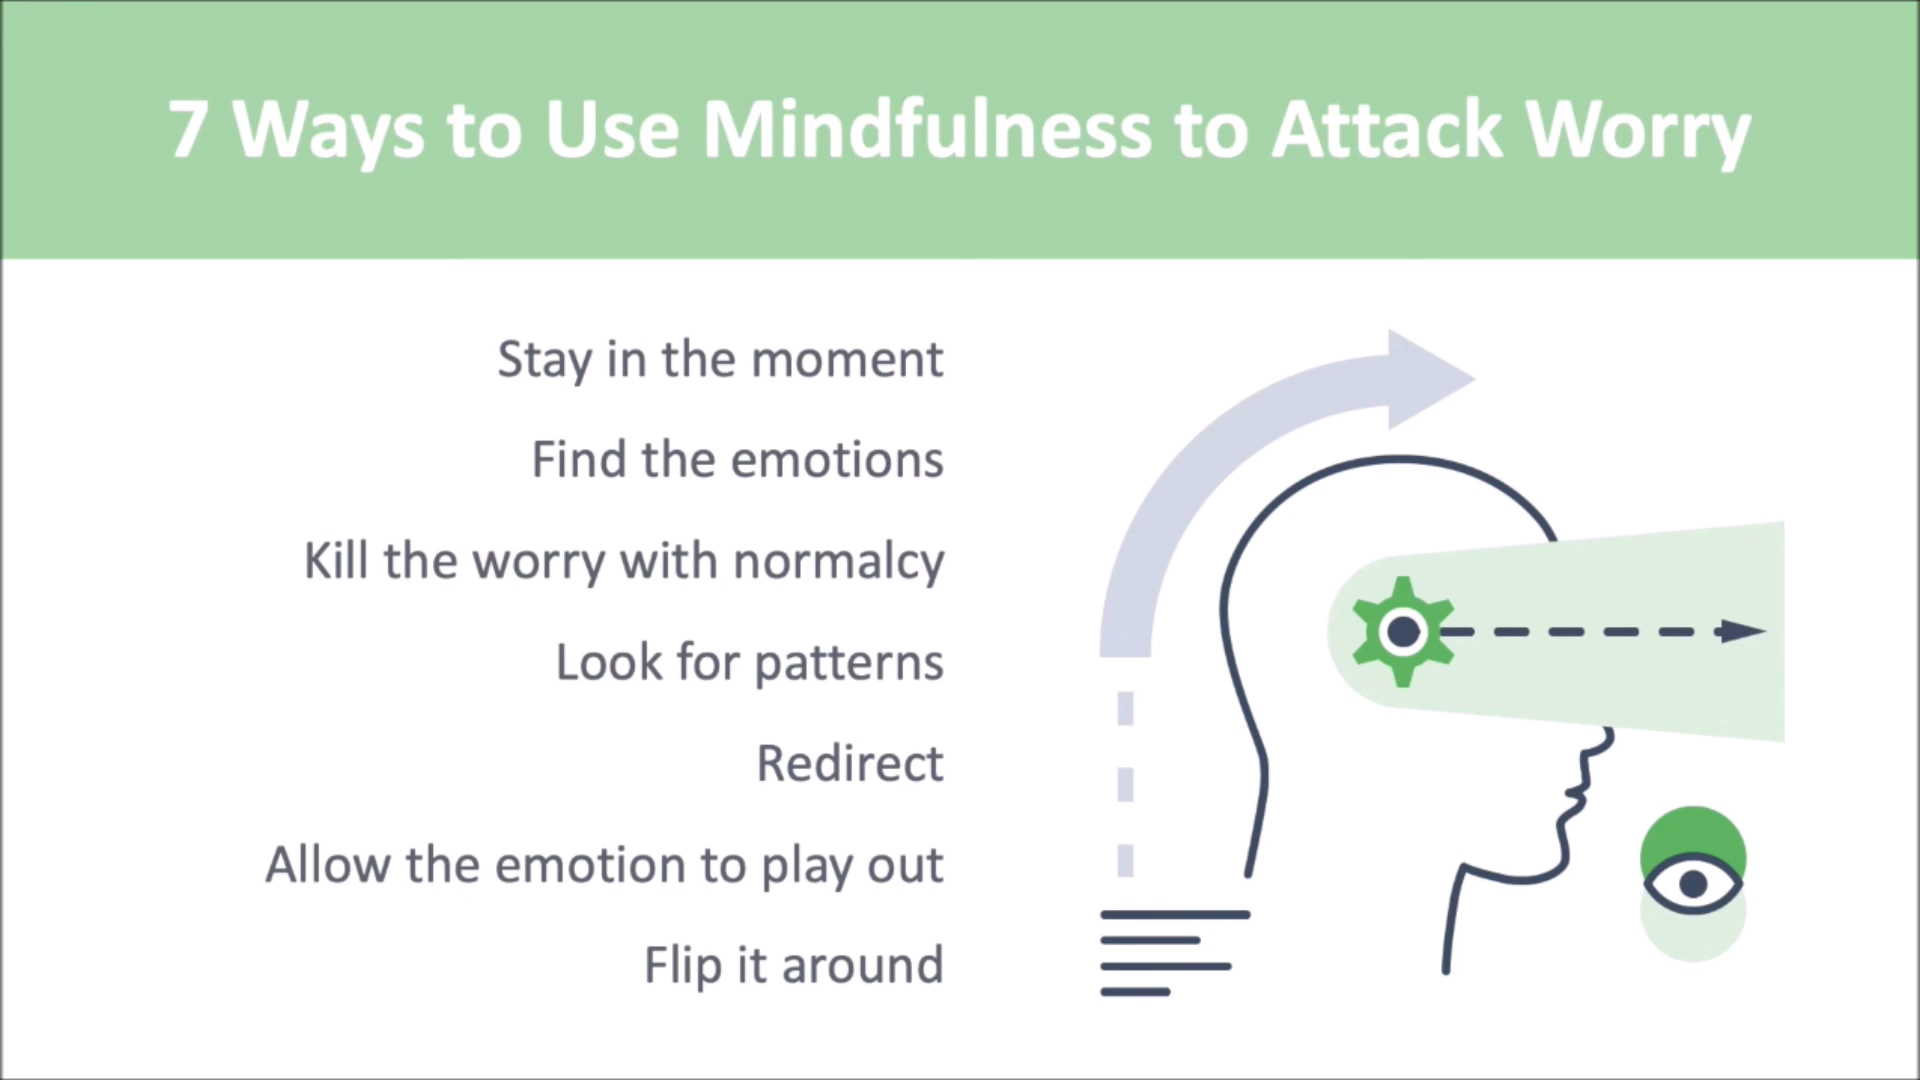 7 Ways to Use Mindfulness to Attack Worry
Stay in the moment
Find the emotions
Kill the worry with normalcy
Look for patterns
Redirect
Allow the emotion to play out
Flip it around